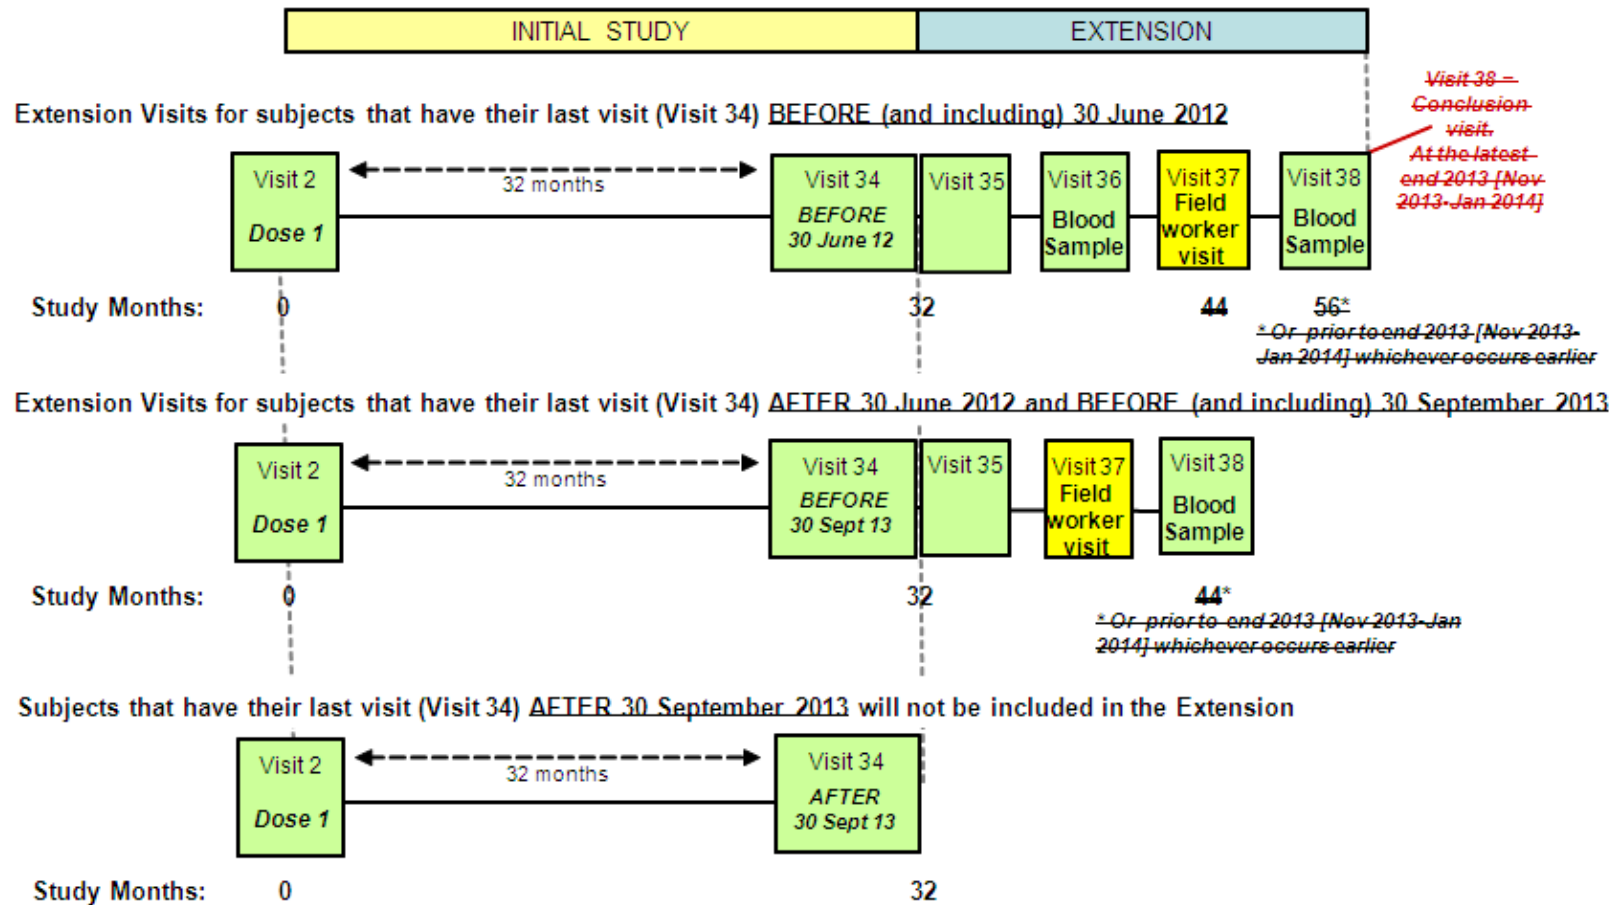 INITIAL STUDY
EXTENSION
Visit 38 –
Conclusion
visit.
At the latest
end 2013 [Nov
2013-Jan 2014]
Extension Visits for subjects that have their last visit (Visit 34) BEFORE (and including) 30 June 2012
Visit 2
Dose 1
32 months
Visit 34
BEFORE
30 June 12
Visit 35
Visit 36
Blood
Sample
Visit 37
Field
worker
visit
Visit 38
Blood
Sample
Study Months:
0
32
44
56*
* Or prior to end 2013 [Nov 2013-
Jan 2014] whichever occurs earlier
Extension Visits for subjects that have their last visit (Visit 34) AFTER 30 June 2012 and BEFORE (and including) 30 September 2013
Visit 2
Dose 1
32 months
Visit 34
BEFORE
30 Sept 13
Visit 35
Visit 37
Field
worker
visit
Visit 38
Blood
Sample
Study Months:
0
32
44*
* Or prior to end 2013 [Nov 2013-Jan
2014] whichever occurs earlier
Subjects that have their last visit (Visit 34) AFTER 30 September 2013 will not be included in the Extension
Visit 2
Dose 1
32 months
Visit 34
AFTER
30 Sept 13
Study Months:
0
32